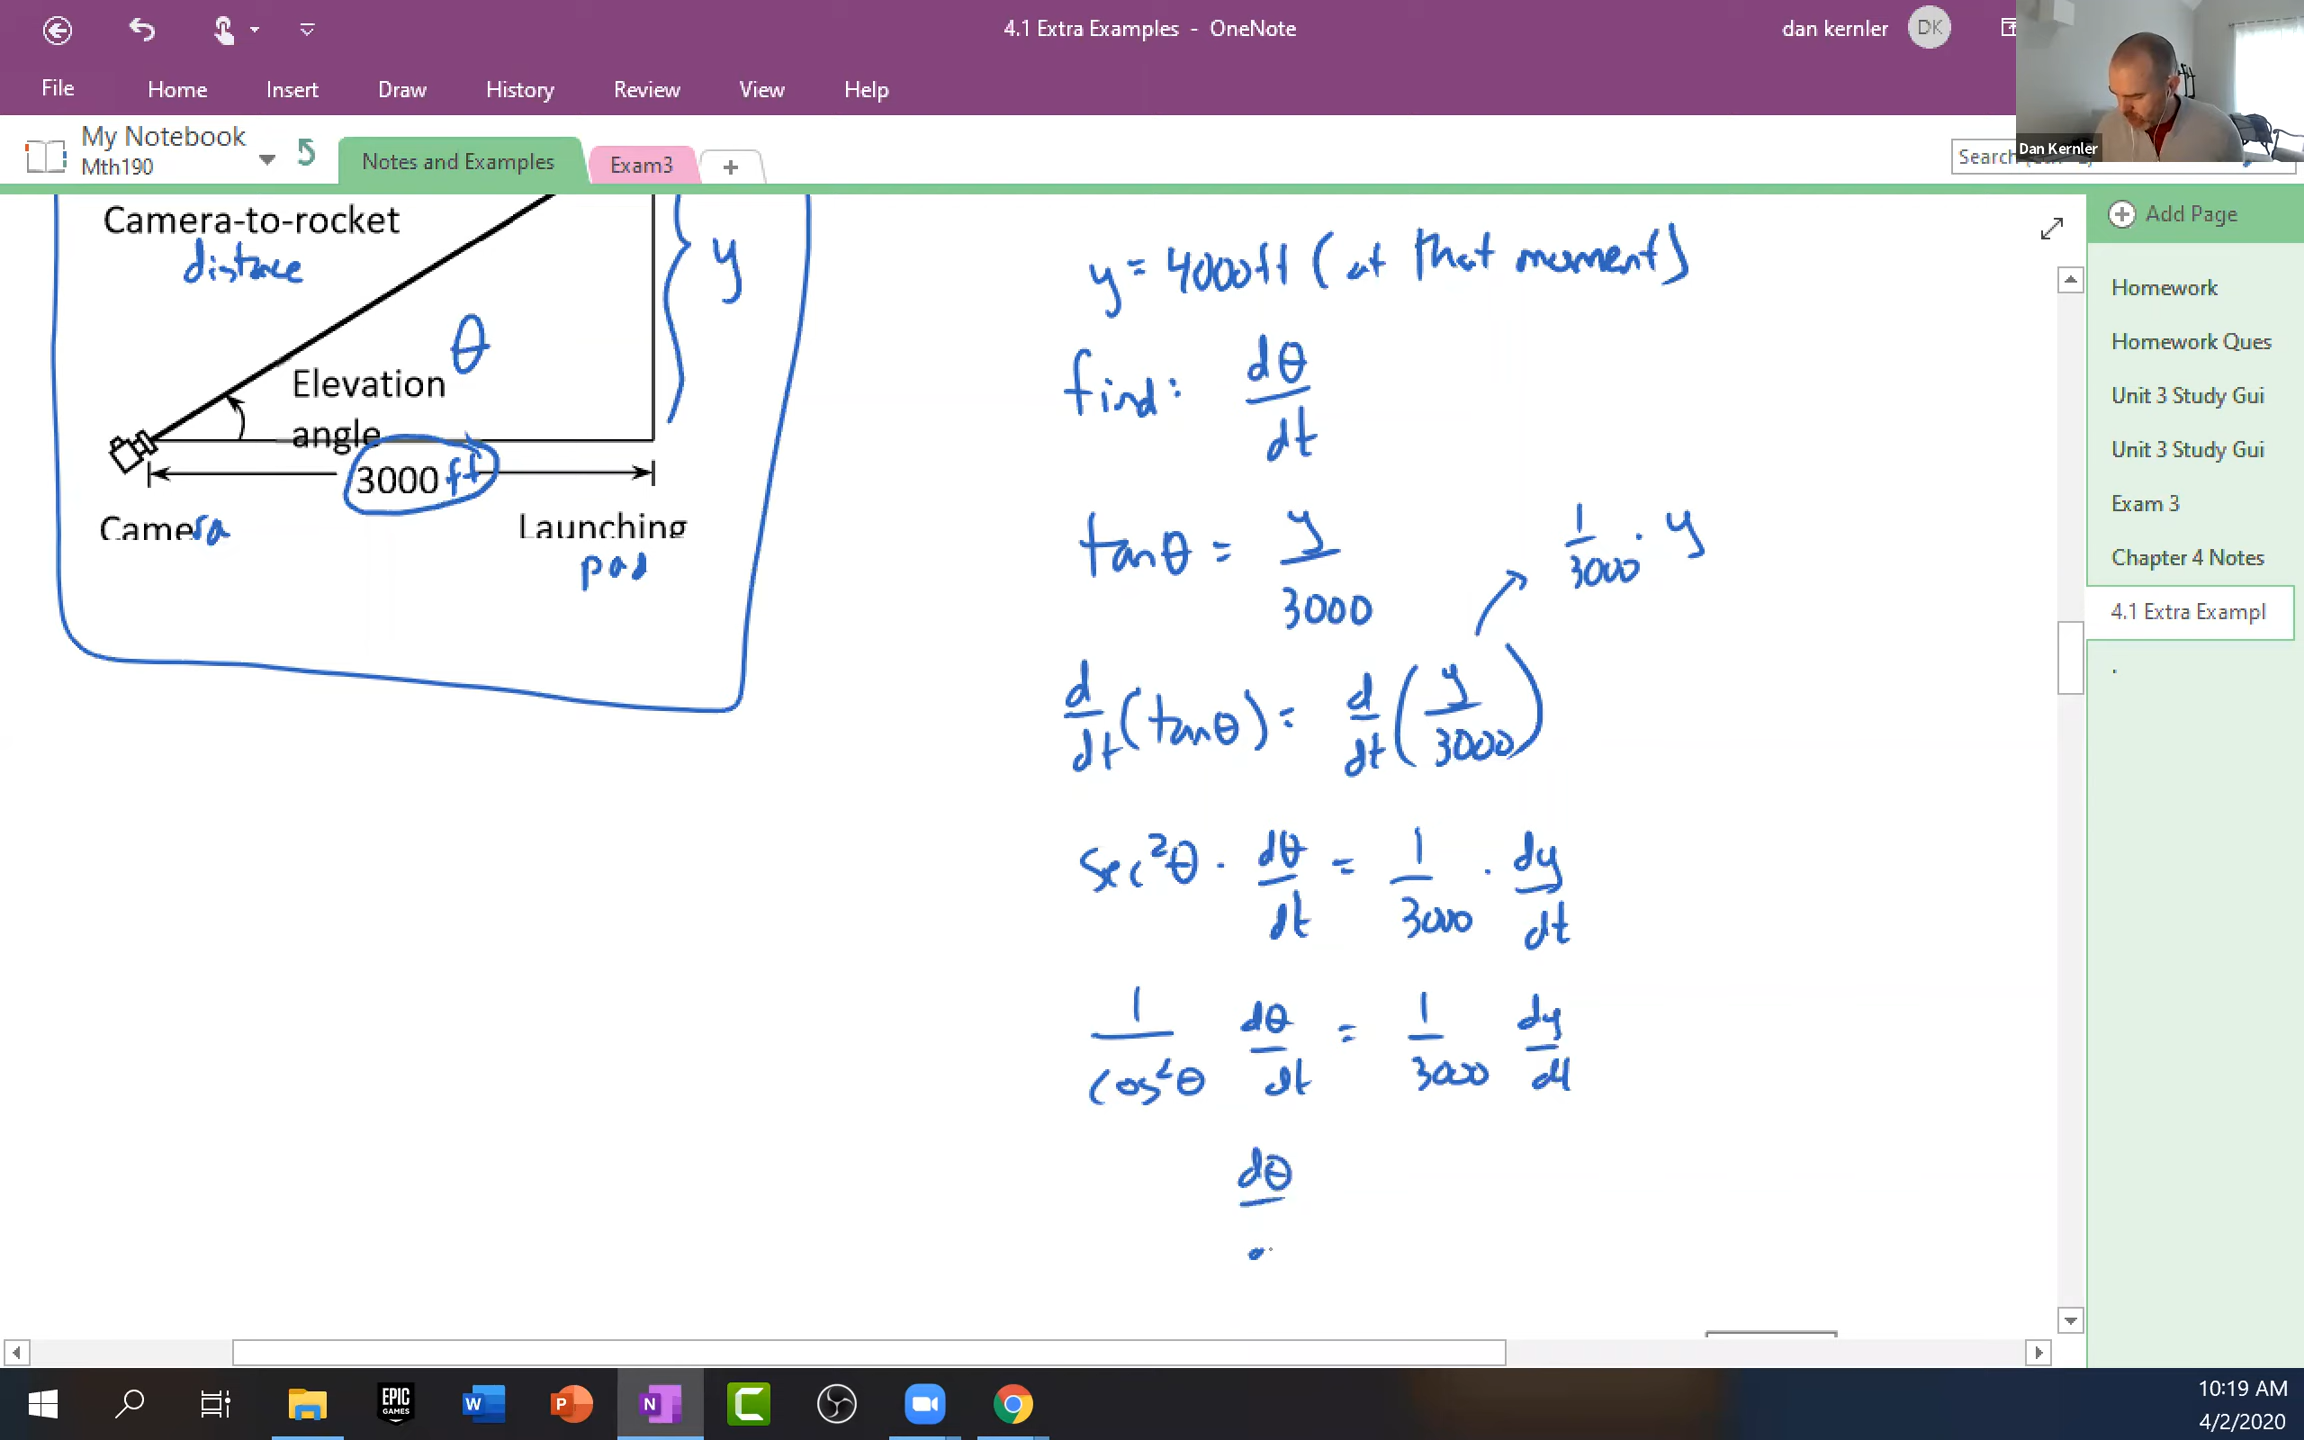 4.1 Extra Examples - OneNote
dan kernler DK
File Home Insert Draw History Review View Help
Dan Kernler
My Notebook
Mth190
Notes and Examples
Exam3
+
Search
Add Page
Homework
Homework Ques
Unit 3 Study Gui
Unit 3 Study Gui
Exam 3
Chapter 4 Notes
4.1 Extra Exampl
.
Camera-to-rocket
distance
y
θ
Elevation
angle
3000 ft
Camera
Launching
pad
y = 4000ft (at that moment)
find: dθ/dt
tanθ = y/3000
1/3000 · y
d/dt (tanθ) = d/dt (y/3000)
sec²θ · dθ/dt = 1/3000 · dy/dt
1/cos²θ dθ/dt = 1/3000 dy/dt
dθ
EPIC
GAMES
W
P
N
C
10:19 AM
4/2/2020